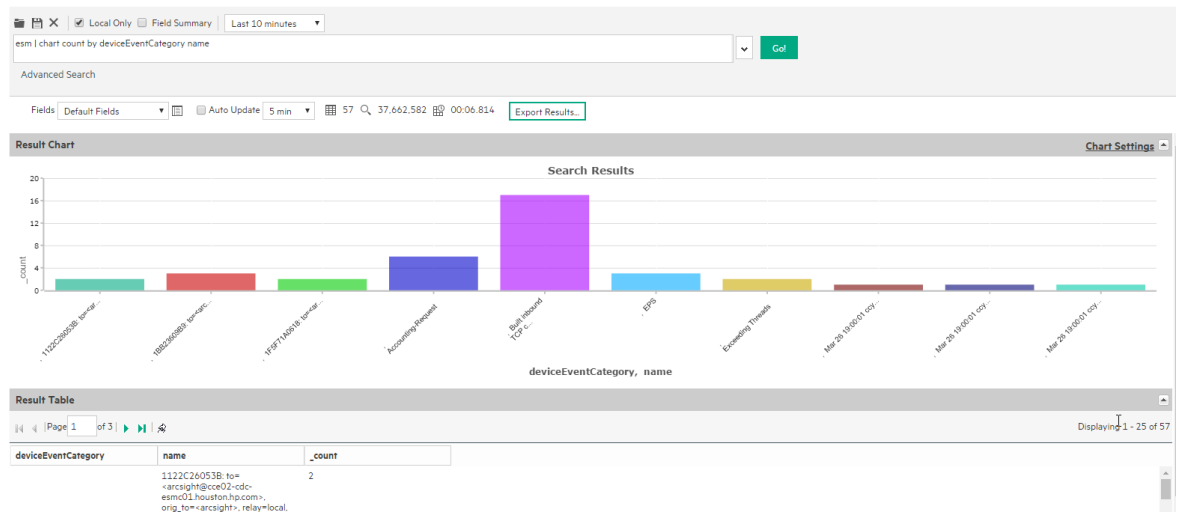 Local Only Field Summary Last 10 minutes
esm | chart count by deviceEventCategory name
Go!
Advanced Search
Fields Default Fields Auto Update 5 min 57 37,662,582 00:06.814 Export Results...
Result Chart Chart Settings
Search Results
20
16
12
8
4
0
_count
, 1122C26053B: to=<ar...
, 1BB23609B9: to=<arc...
, 1F5F71A0518: to=<ar...
, Accounting-Request
, Built inbound
TCP c...
, EPS
, Exceeding Threads
, Mar 26 19:00:01 ccy...
, Mar 26 19:00:01 ccy...
, Mar 26 19:00:01 ccy...
deviceEventCategory, name
Result Table
Page 1 of 3 Displaying 1 - 25 of 57
deviceEventCategory name _count
1122C26053B: to= 2
<arcsight@cce02-cdc-
esmc01.houston.hp.com>,
orig_to=<arcsight>, relay=local,